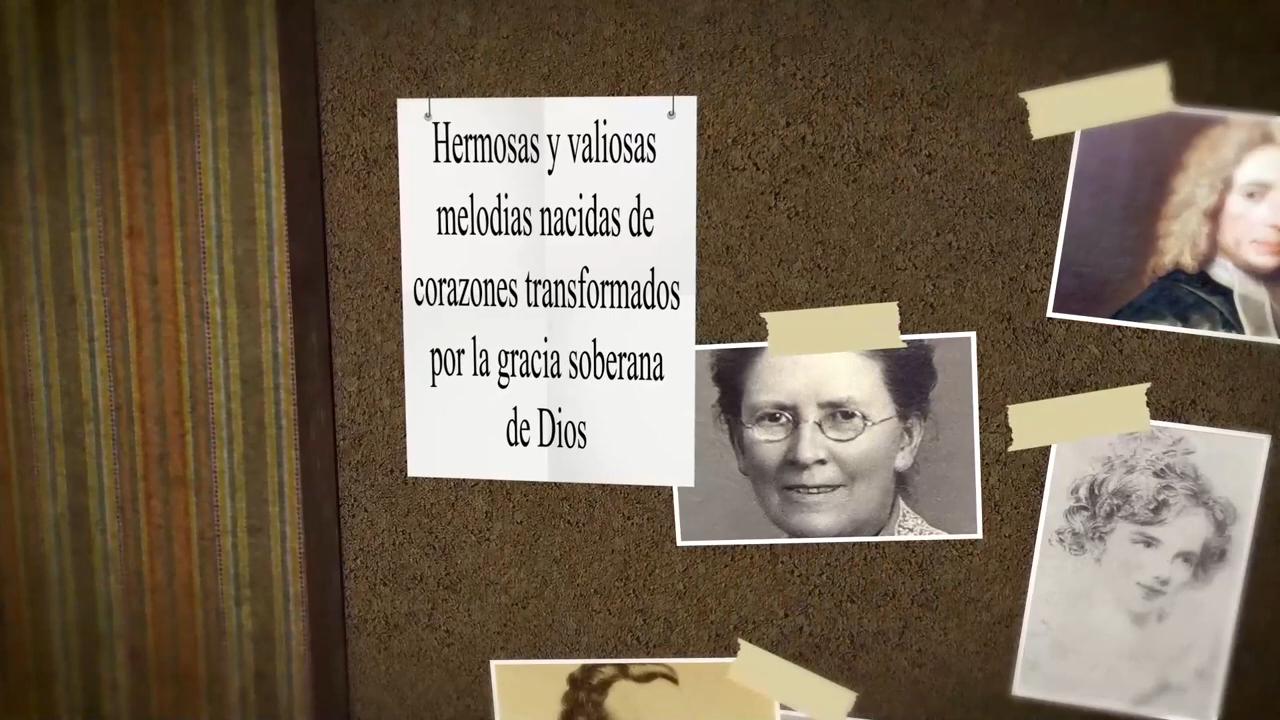 Hermosas y valiosas
melodias nacidas de
corazones transformados
por la gracia soberana
de Dios